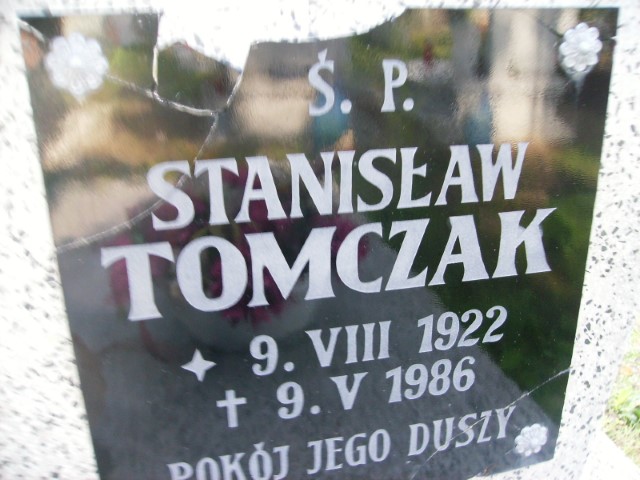 Ś. P.
STANISŁAW
TOMCZAK
9. VIII 1922
9. V 1986
POKÓJ JEGO DUSZY